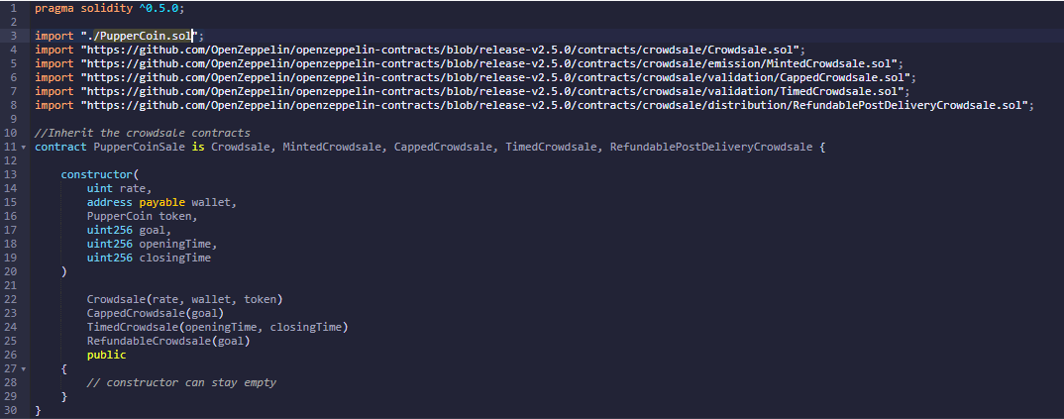 1 pragma solidity ^0.5.0;
2
3 import "./PupperCoin.sol";
4 import "https://github.com/OpenZeppelin/openzeppelin-contracts/blob/release-v2.5.0/contracts/crowdsale/Crowdsale.sol";
5 import "https://github.com/OpenZeppelin/openzeppelin-contracts/blob/release-v2.5.0/contracts/crowdsale/emission/MintedCrowdsale.sol";
6 import "https://github.com/OpenZeppelin/openzeppelin-contracts/blob/release-v2.5.0/contracts/crowdsale/validation/CappedCrowdsale.sol";
7 import "https://github.com/OpenZeppelin/openzeppelin-contracts/blob/release-v2.5.0/contracts/crowdsale/validation/TimedCrowdsale.sol";
8 import "https://github.com/OpenZeppelin/openzeppelin-contracts/blob/release-v2.5.0/contracts/crowdsale/distribution/RefundablePostDeliveryCrowdsale.sol";
9
10 //Inherit the crowdsale contracts
11 contract PupperCoinSale is Crowdsale, MintedCrowdsale, CappedCrowdsale, TimedCrowdsale, RefundablePostDeliveryCrowdsale {
12
13     constructor(
14         uint rate,
15         address payable wallet,
16         PupperCoin token,
17         uint256 goal,
18         uint256 openingTime,
19         uint256 closingTime
20     )
21
22         Crowdsale(rate, wallet, token)
23         CappedCrowdsale(goal)
24         TimedCrowdsale(openingTime, closingTime)
25         RefundableCrowdsale(goal)
26         public
27     {
28         // constructor can stay empty
29     }
30 }